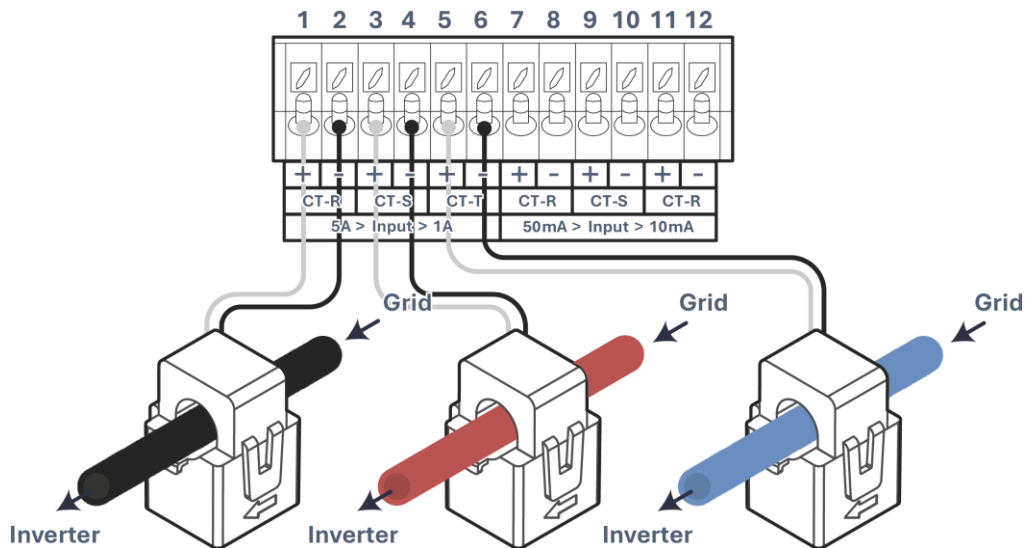 1 2 3 4 5 6 7 8 9 10 11 12
+ - + - + - + - + - + -
CT-R CT-S CT-T CT-R CT-S CT-R
5A > Input > 1A 50mA > Input > 10mA
Grid Grid Grid
Inverter Inverter Inverter